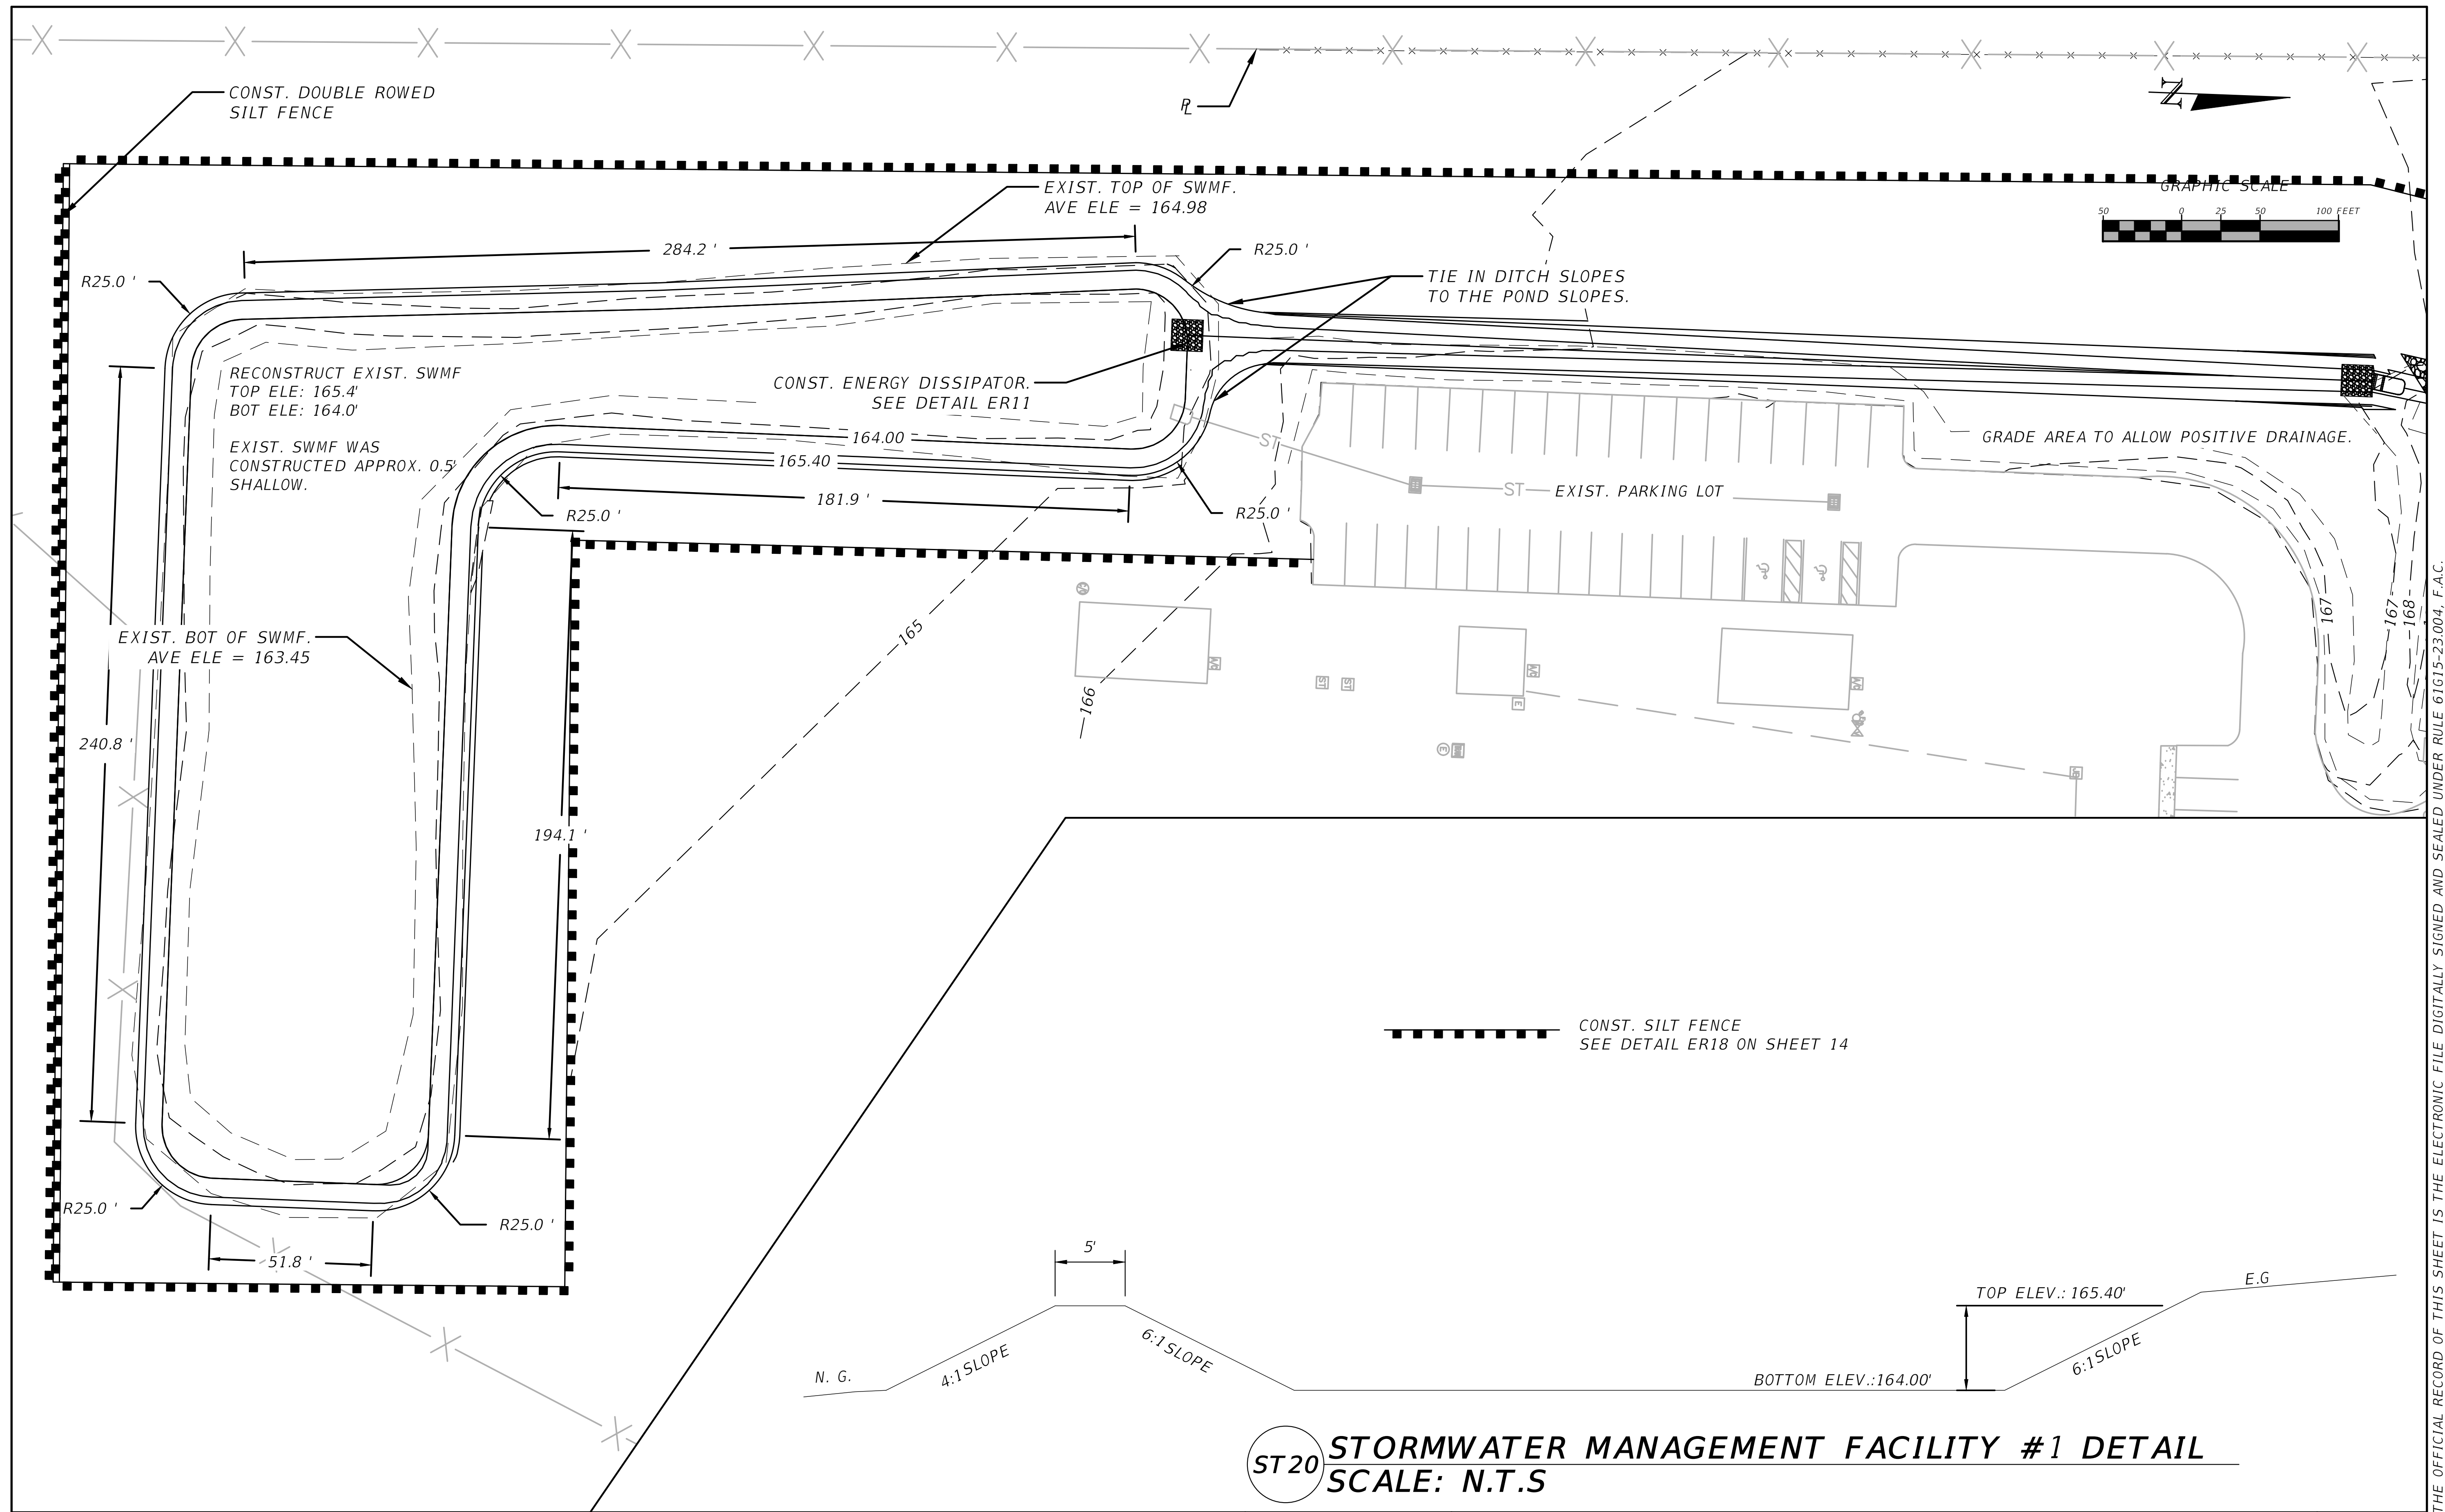 CONST. DOUBLE ROWED
SILT FENCE
PL
N
EXIST. TOP OF SWMF.
AVE ELE = 164.98
GRAPHIC SCALE
50 0 25 50 100 FEET
284.2 '
R25.0 '
R25.0 '
TIE IN DITCH SLOPES
TO THE POND SLOPES.
RECONSTRUCT EXIST. SWMF
TOP ELE: 165.4'
BOT ELE: 164.0'
EXIST. SWMF WAS
CONSTRUCTED APPROX. 0.5'
SHALLOW.
CONST. ENERGY DISSIPATOR.
SEE DETAIL ER11
164.00
165.40
181.9 '
R25.0 '
R25.0 '
ST
ST
EXIST. PARKING LOT
GRADE AREA TO ALLOW POSITIVE DRAINAGE.
EXIST. BOT OF SWMF.
AVE ELE = 163.45
165
166
167
167
168
ST
ST
E
E
240.8 '
194.1 '
R25.0 '
R25.0 '
51.8 '
CONST. SILT FENCE
SEE DETAIL ER18 ON SHEET 14
5'
N. G.
4:1 SLOPE
6:1 SLOPE
BOTTOM ELEV.:164.00'
TOP ELEV.: 165.40'
6:1 SLOPE
E.G
ST20
STORMWATER MANAGEMENT FACILITY #1 DETAIL
SCALE: N.T.S
THE OFFICIAL RECORD OF THIS SHEET IS THE ELECTRONIC FILE DIGITALLY SIGNED AND SEALED UNDER RULE 61G15-23.004, F.A.C.